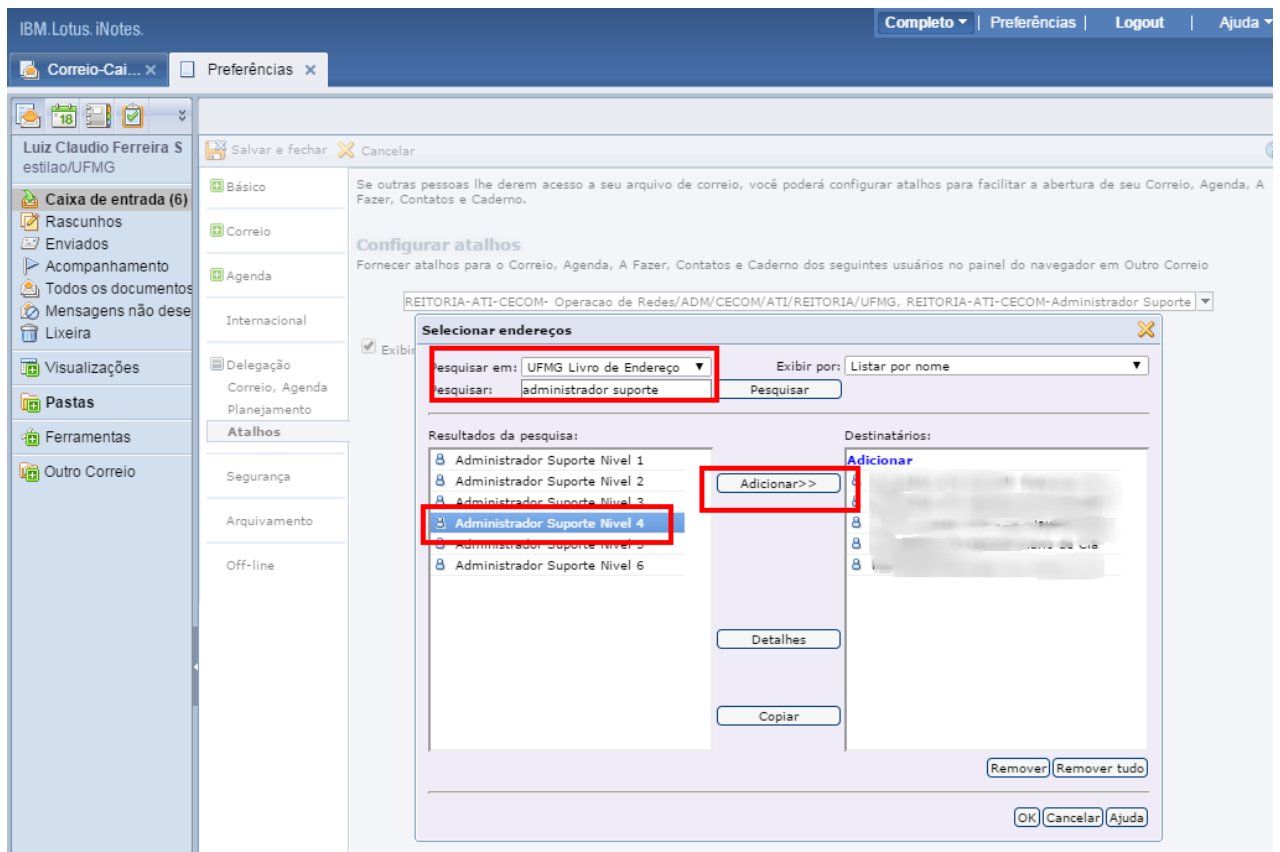 IBM.Lotus.iNotes.
Completo | Preferências | Logout | Ajuda
Correio-Cai... Preferências
18
Luiz Claudio Ferreira S
estilao/UFMG
Caixa de entrada (6)
Rascunhos
Enviados
Acompanhamento
Todos os documentos
Mensagens não dese
Lixeira
Visualizações
Pastas
Ferramentas
Outro Correio
Salvar e fechar Cancelar
Básico
Correio
Agenda
Internacional
Delegação
Correio, Agenda
Planejamento
Atalhos
Segurança
Arquivamento
Off-line
Se outras pessoas lhe derem acesso a seu arquivo de correio, você poderá configurar atalhos para facilitar a abertura de seu Correio, Agenda, A
Fazer, Contatos e Caderno.
Configurar atalhos
Fornecer atalhos para o Correio, Agenda, A Fazer, Contatos e Caderno dos seguintes usuários no painel do navegador em Outro Correio
REITORIA-ATI-CECOM- Operacao de Redes/ADM/CECOM/ATI/REITORIA/UFMG, REITORIA-ATI-CECOM-Administrador Suporte
Exibir
Selecionar endereços
Pesquisar em: UFMG Livro de Endereço Exibir por: Listar por nome
Pesquisar: administrador suporte Pesquisar
Resultados da pesquisa:
Administrador Suporte Nivel 1
Administrador Suporte Nivel 2
Administrador Suporte Nivel 3
Administrador Suporte Nivel 4
Administrador Suporte Nivel 5
Administrador Suporte Nivel 6
Adicionar>>
Detalhes
Copiar
Destinatários:
Adicionar
Remover Remover tudo
OK Cancelar Ajuda